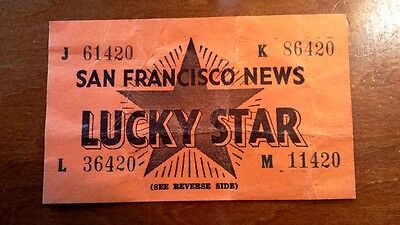 J 61420 K 86420
SAN FRANCISCO NEWS
LUCKY STAR
L 36420 M 11420
(SEE REVERSE SIDE)